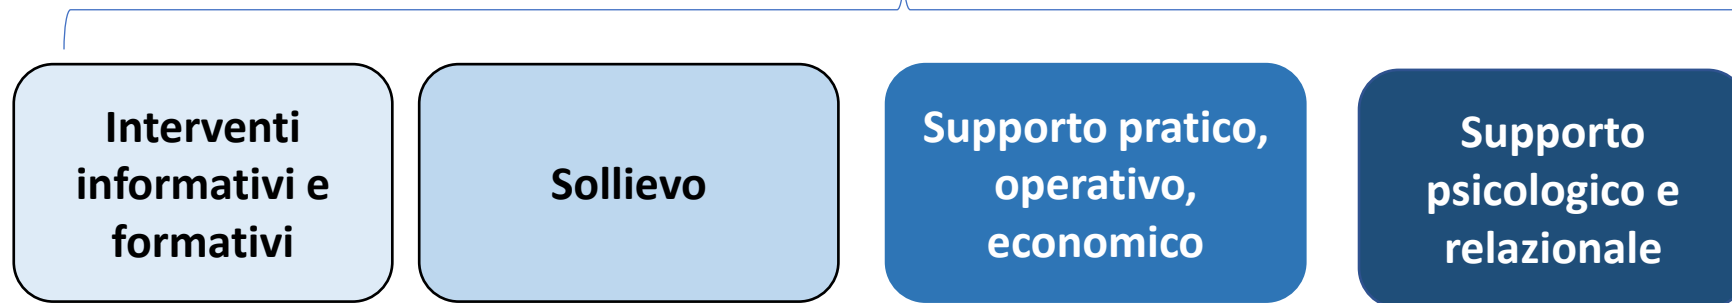 Interventi
informativi e
formativi
Sollievo
Supporto pratico,
operativo,
economico
Supporto
psicologico e
relazionale